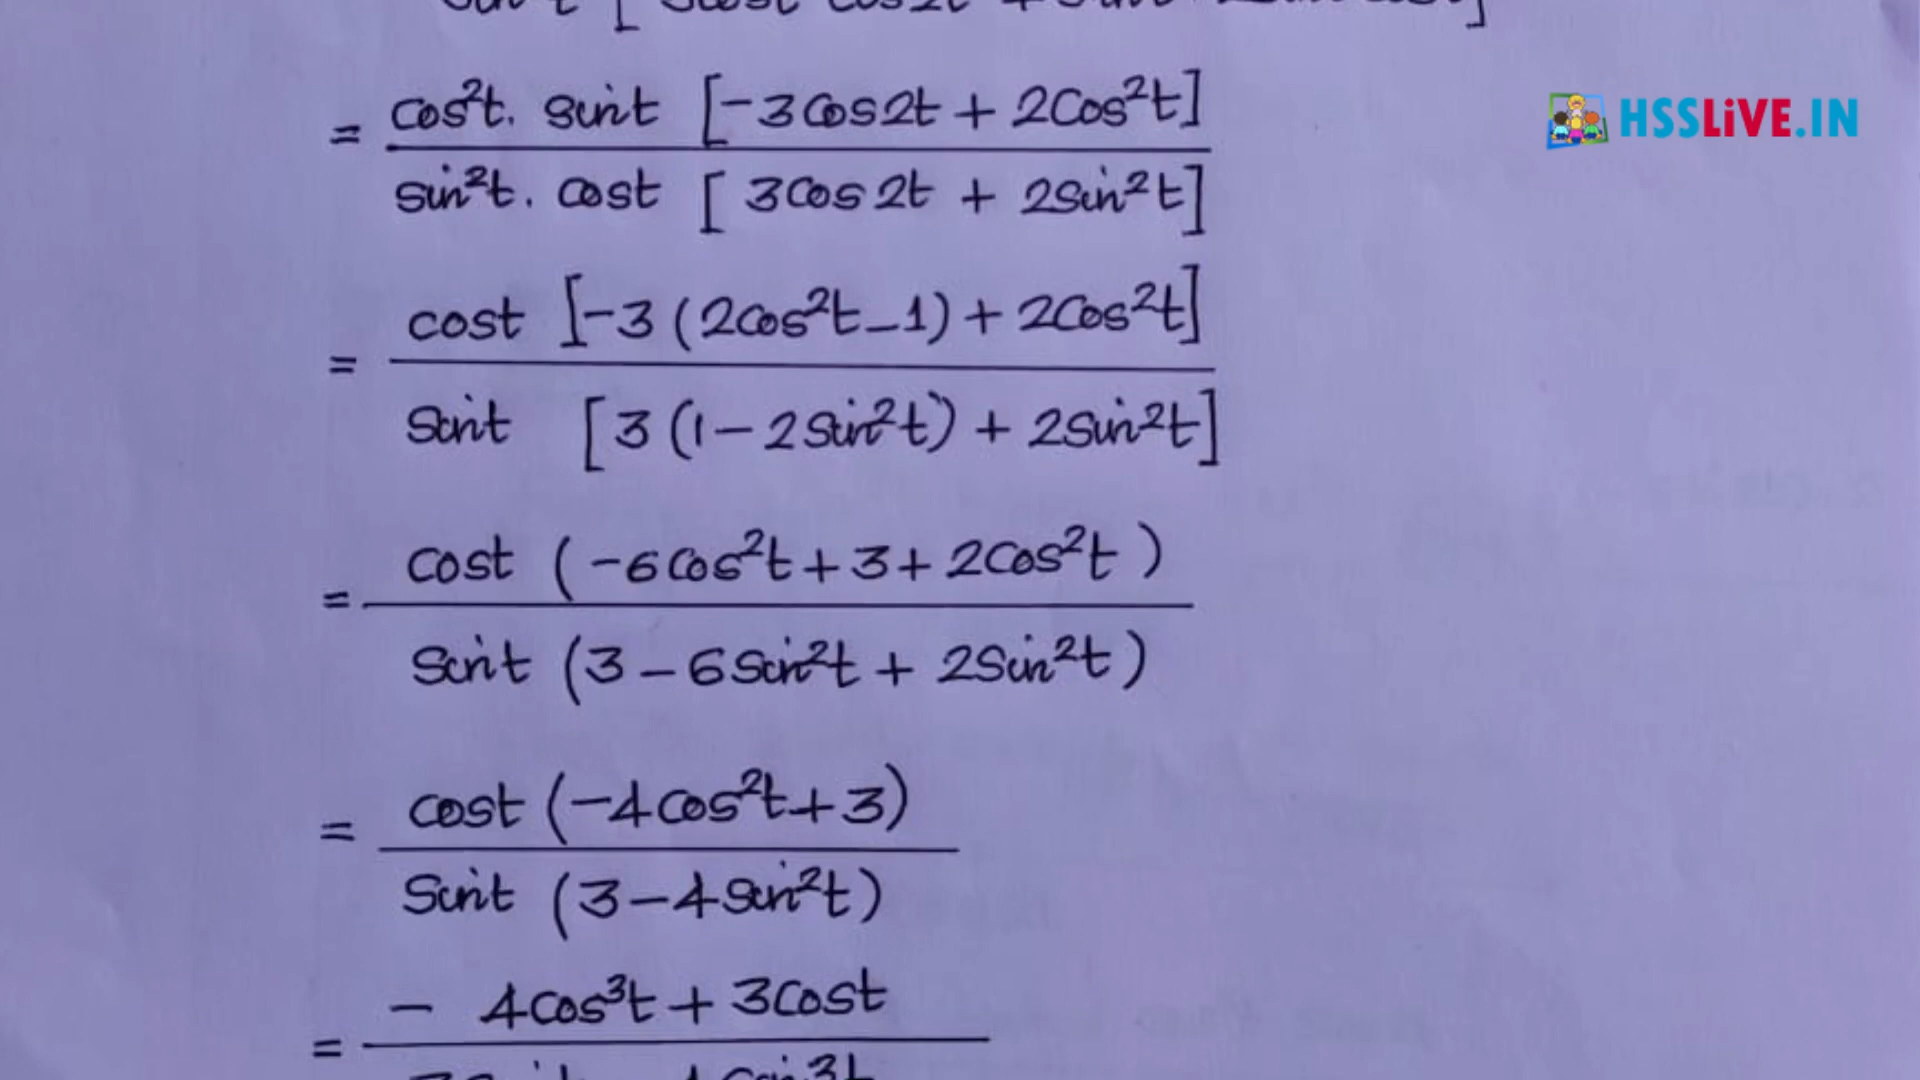 cos²t. sint [-3cos2t + 2Cos²t]
=
sin²t. cost [3cos2t + 2sin²t]
HSSLiVE.IN
cost [-3(2cos²t-1) + 2Cos²t]
=
Sint [3(1-2Sin²t) + 2Sin²t]
cost (-6cos²t+3+2cos²t)
=
Sint (3-6Sin²t + 2Sin²t)
cost (-4cos²t+3)
=
Sint (3-4Sin²t)
- 4cos³t + 3Cost
=